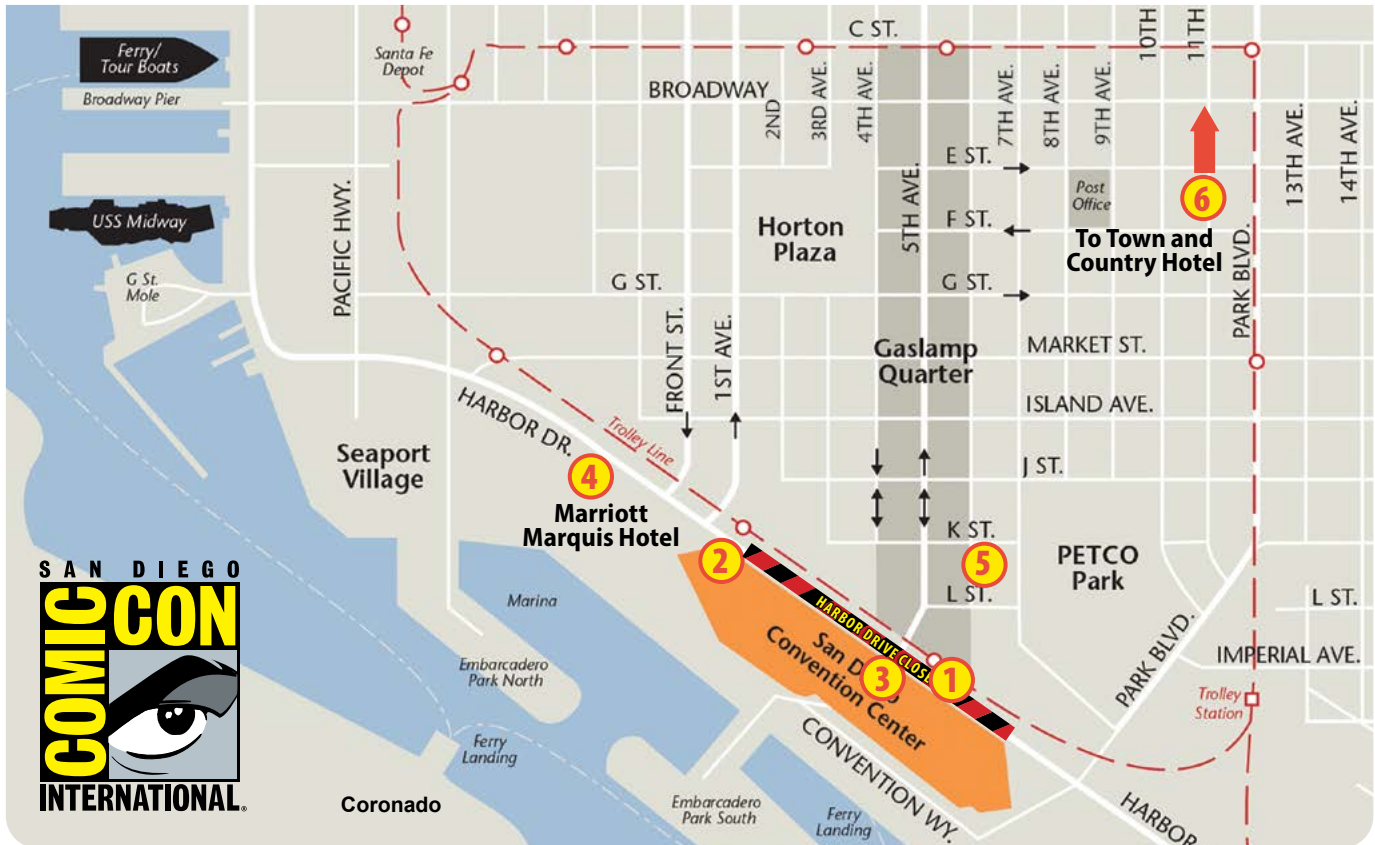 Ferry/
Tour Boats
Broadway Pier
USS Midway
G St.
Mole
Santa Fe
Depot
C ST.
BROADWAY
2ND
3RD AVE.
4TH AVE.
5TH AVE.
7TH AVE.
8TH AVE.
9TH AVE.
10TH
11TH
13TH AVE.
14TH AVE.
PARK BLVD.
E ST.
F ST.
G ST.
Post
Office
6
To Town and
Country Hotel
Horton
Plaza
PACIFIC HWY.
G ST.
FRONT ST.
1ST AVE.
Gaslamp
Quarter
MARKET ST.
ISLAND AVE.
J ST.
K ST.
L ST.
HARBOR DR.
Trolley Line
Seaport
Village
4
Marriott
Marquis Hotel
2
5
PETCO
Park
L ST.
PARK BLVD.
IMPERIAL AVE.
Trolley
Station
HARBOR DRIVE CLOSE
San D
Convention Center
3
1
CONVENTION WY.
HARBOR
Marina
Embarcadero
Park North
Ferry
Landing
Coronado
Embarcadero
Park South
Ferry
Landing
SAN DIEGO
COMIC
CON
INTERNATIONAL®